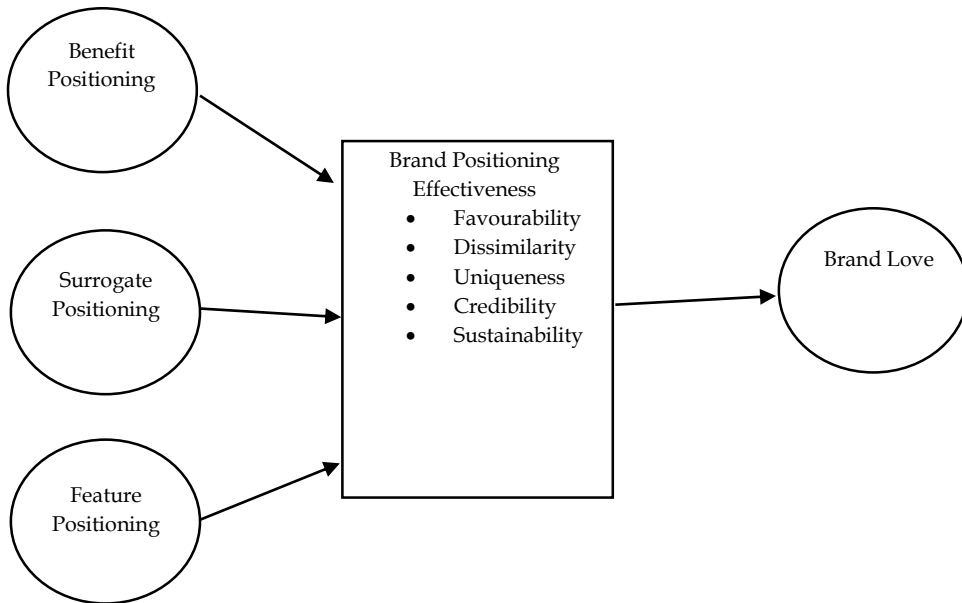 Benefit
Positioning
Surrogate
Positioning
Feature
Positioning
Brand Positioning
Effectiveness
• Favourability
• Dissimilarity
• Uniqueness
• Credibility
• Sustainability
Brand Love